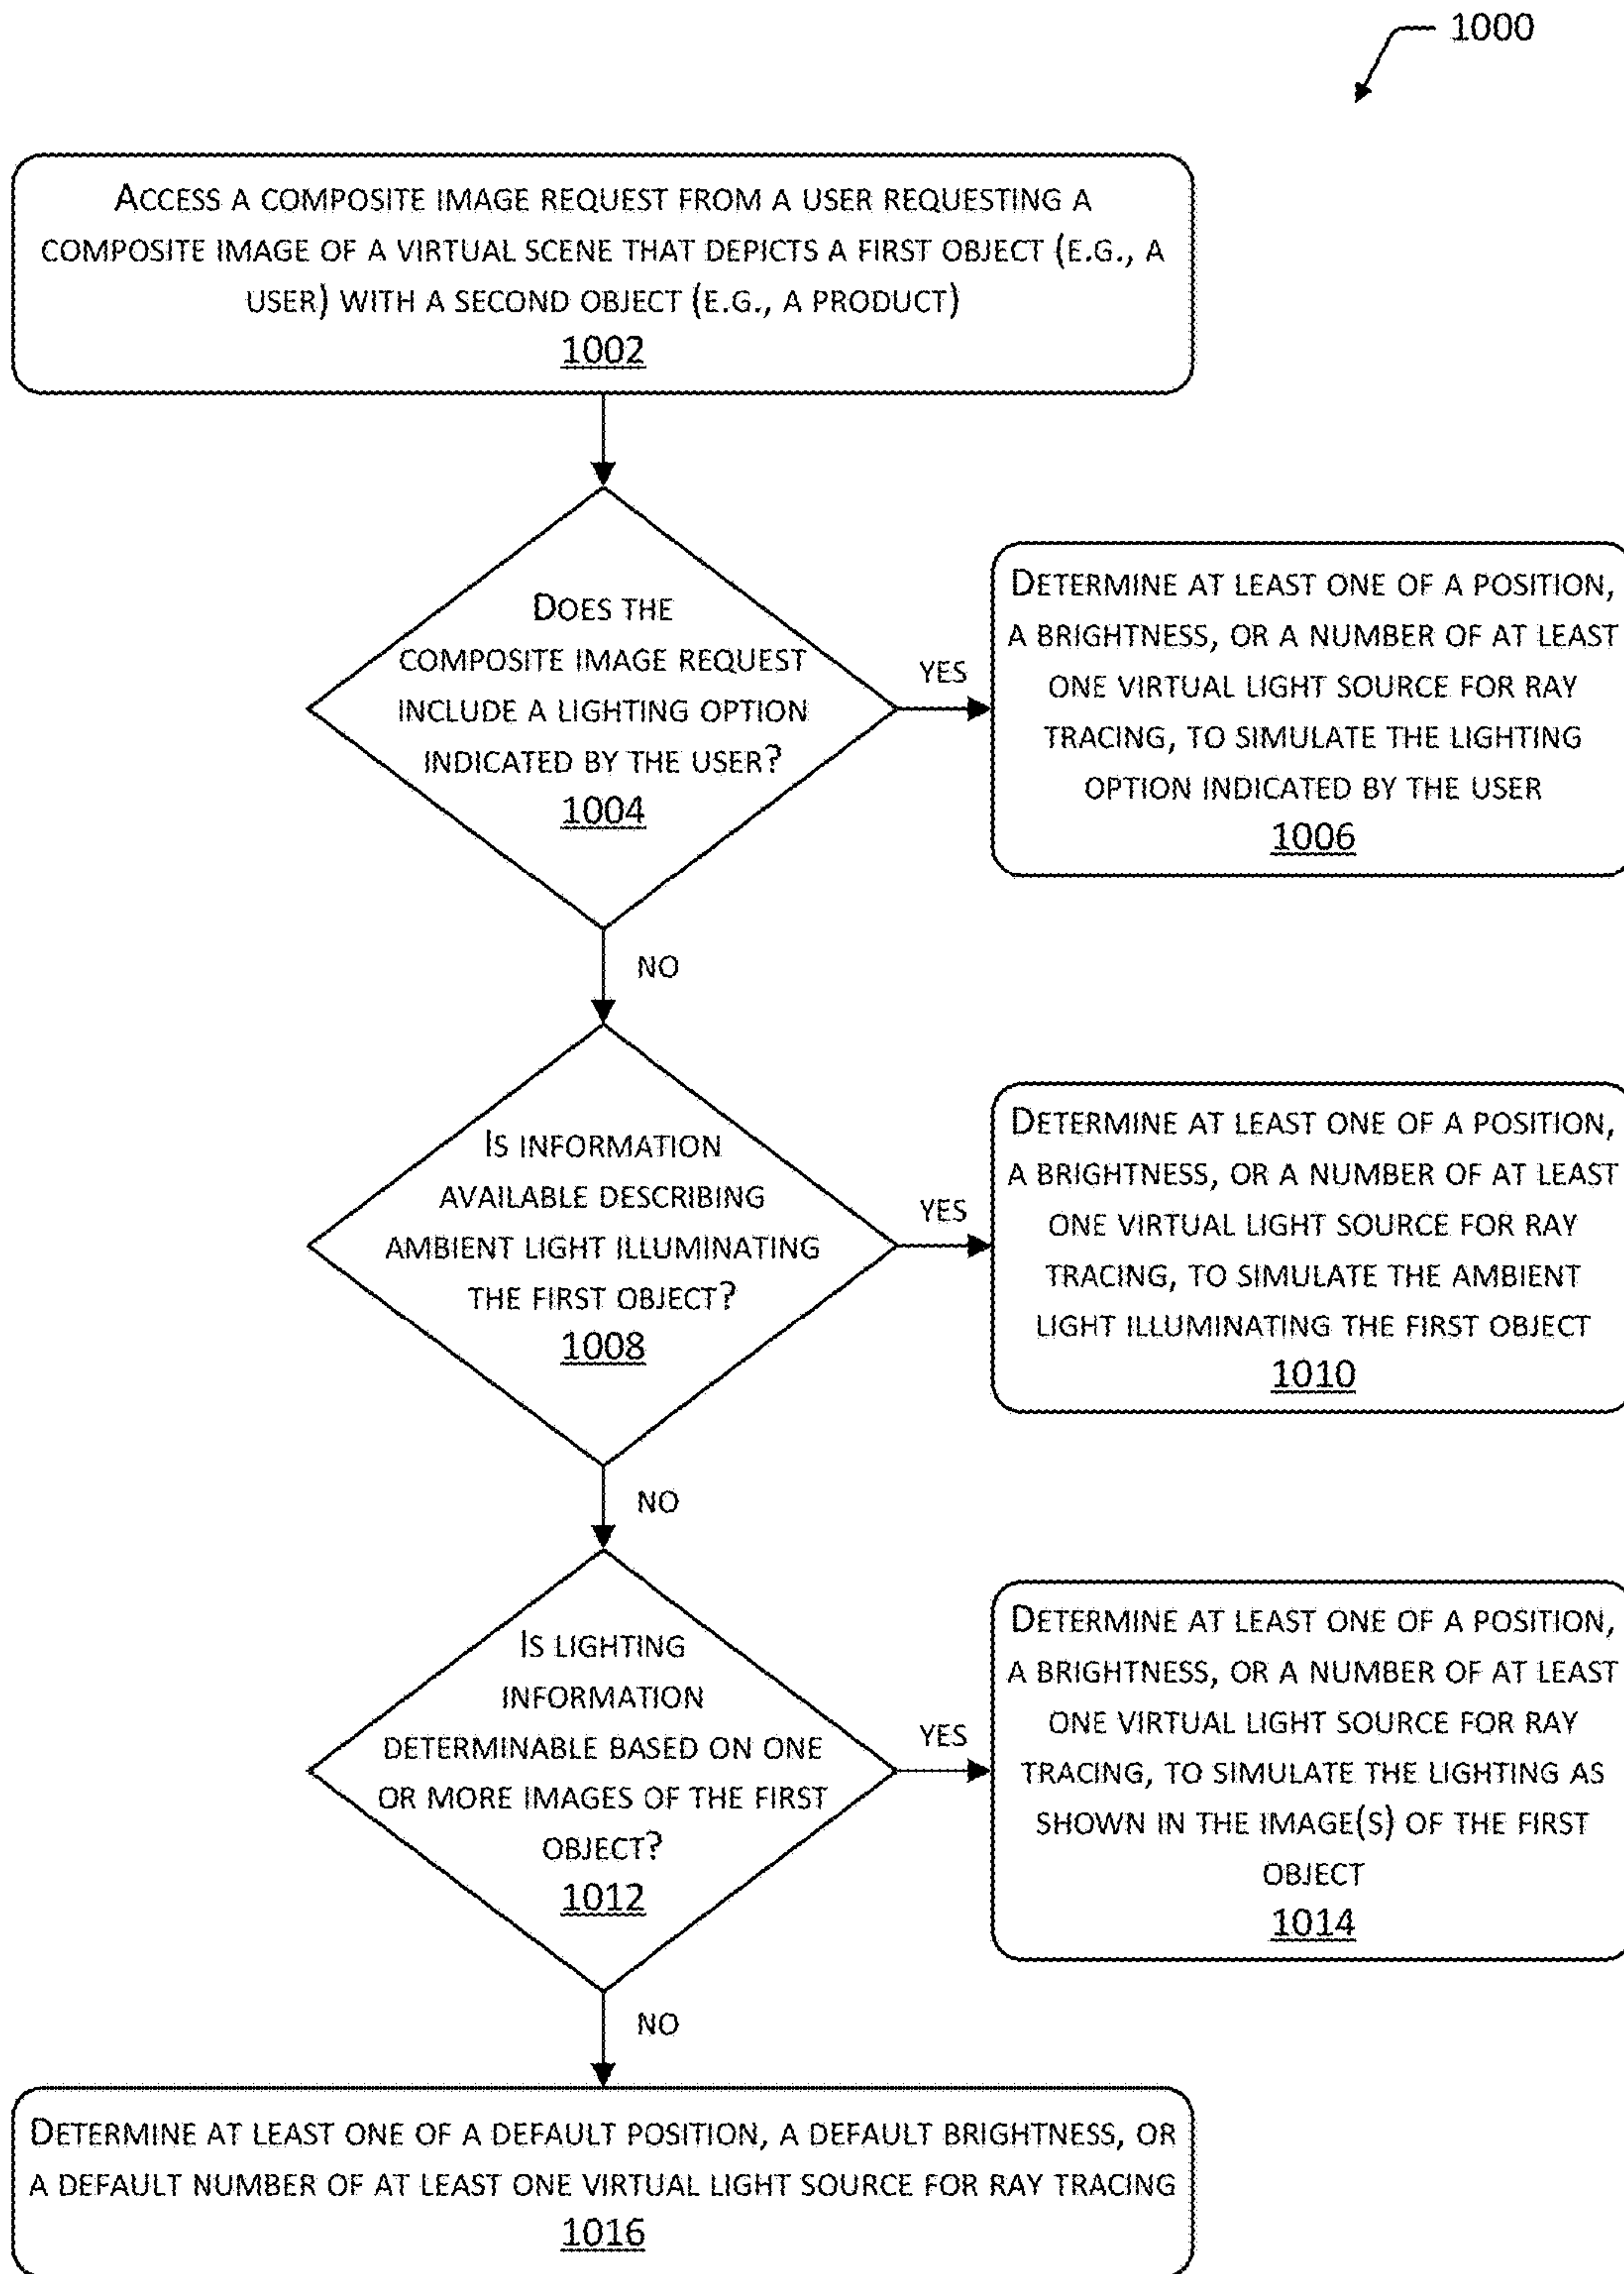 1000
ACCESS A COMPOSITE IMAGE REQUEST FROM A USER REQUESTING A
COMPOSITE IMAGE OF A VIRTUAL SCENE THAT DEPICTS A FIRST OBJECT (E.G., A
USER) WITH A SECOND OBJECT (E.G., A PRODUCT)
1002
DOES THE
COMPOSITE IMAGE REQUEST
INCLUDE A LIGHTING OPTION
INDICATED BY THE USER?
1004
YES
DETERMINE AT LEAST ONE OF A POSITION,
A BRIGHTNESS, OR A NUMBER OF AT LEAST
ONE VIRTUAL LIGHT SOURCE FOR RAY
TRACING, TO SIMULATE THE LIGHTING
OPTION INDICATED BY THE USER
1006
NO
IS INFORMATION
AVAILABLE DESCRIBING
AMBIENT LIGHT ILLUMINATING
THE FIRST OBJECT?
1008
YES
DETERMINE AT LEAST ONE OF A POSITION,
A BRIGHTNESS, OR A NUMBER OF AT LEAST
ONE VIRTUAL LIGHT SOURCE FOR RAY
TRACING, TO SIMULATE THE AMBIENT
LIGHT ILLUMINATING THE FIRST OBJECT
1010
NO
IS LIGHTING
INFORMATION
DETERMINABLE BASED ON ONE
OR MORE IMAGES OF THE FIRST
OBJECT?
1012
YES
DETERMINE AT LEAST ONE OF A POSITION,
A BRIGHTNESS, OR A NUMBER OF AT LEAST
ONE VIRTUAL LIGHT SOURCE FOR RAY
TRACING, TO SIMULATE THE LIGHTING AS
SHOWN IN THE IMAGE(S) OF THE FIRST
OBJECT
1014
NO
DETERMINE AT LEAST ONE OF A DEFAULT POSITION, A DEFAULT BRIGHTNESS, OR
A DEFAULT NUMBER OF AT LEAST ONE VIRTUAL LIGHT SOURCE FOR RAY TRACING
1016